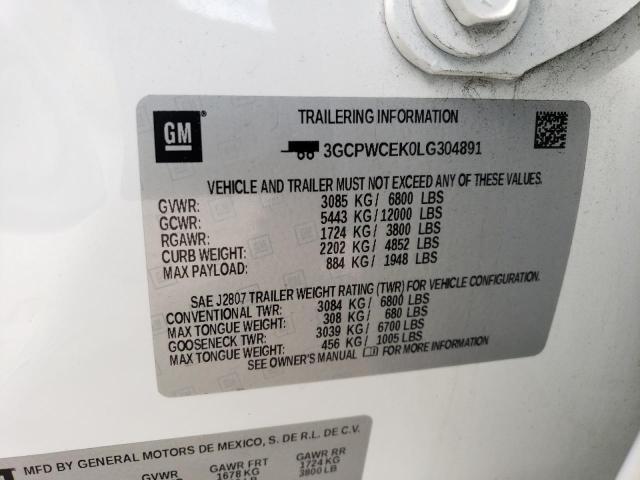 GM
TRAILERING INFORMATION
3GCPWCEK0LG304891
VEHICLE AND TRAILER MUST NOT EXCEED ANY OF THESE VALUES.
GVWR: 3085 KG/ 6800 LBS
GCWR: 5443 KG/ 12000 LBS
RGAWR: 1724 KG/ 3800 LBS
CURB WEIGHT: 2202 KG/ 4852 LBS
MAX PAYLOAD: 884 KG/ 1948 LBS
SAE J2807 TRAILER WEIGHT RATING (TWR) FOR VEHICLE CONFIGURATION.
CONVENTIONAL TWR: 3084 KG/ 6800 LBS
MAX TONGUE WEIGHT: 308 KG/ 680 LBS
GOOSENECK TWR: 3039 KG/ 6700 LBS
MAX TONGUE WEIGHT: 456 KG/ 1005 LBS
SEE OWNER'S MANUAL FOR MORE INFORMATION
MFD BY GENERAL MOTORS DE MEXICO, S. DE R.L. DE C.V.
GVWR GAWR FRT GAWR RR
1678 KG 1724 KG
3800 LB